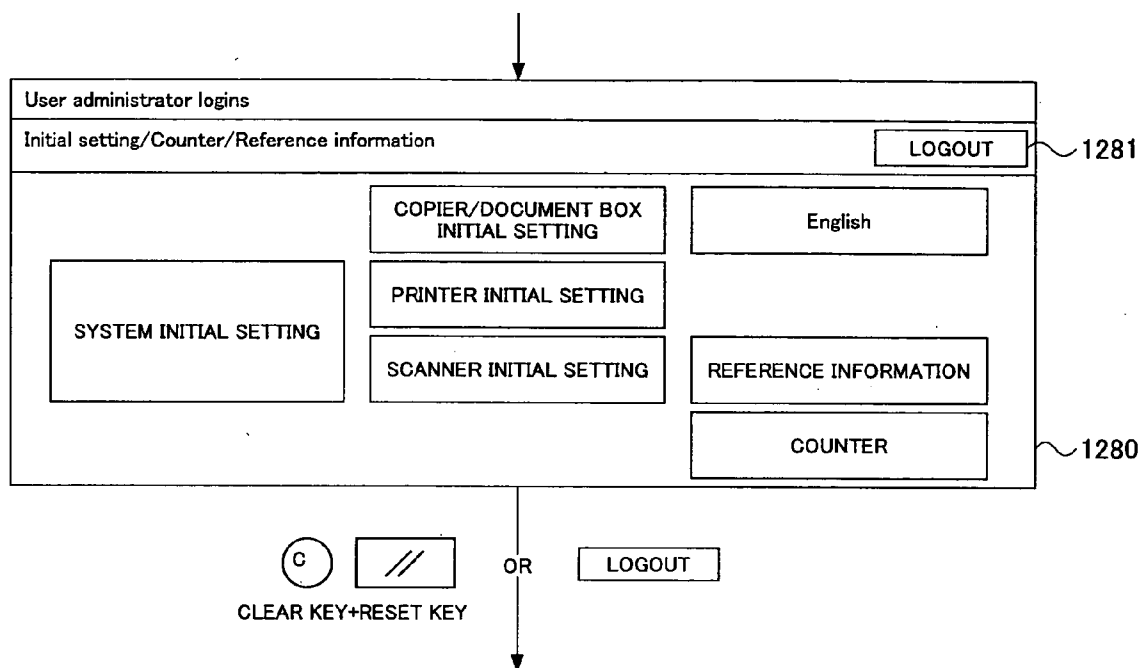 User administrator logins
Initial setting/Counter/Reference information
LOGOUT
1281
COPIER/DOCUMENT BOX
INITIAL SETTING
English
SYSTEM INITIAL SETTING
PRINTER INITIAL SETTING
SCANNER INITIAL SETTING
REFERENCE INFORMATION
COUNTER
1280
C
//
OR
LOGOUT
CLEAR KEY+RESET KEY